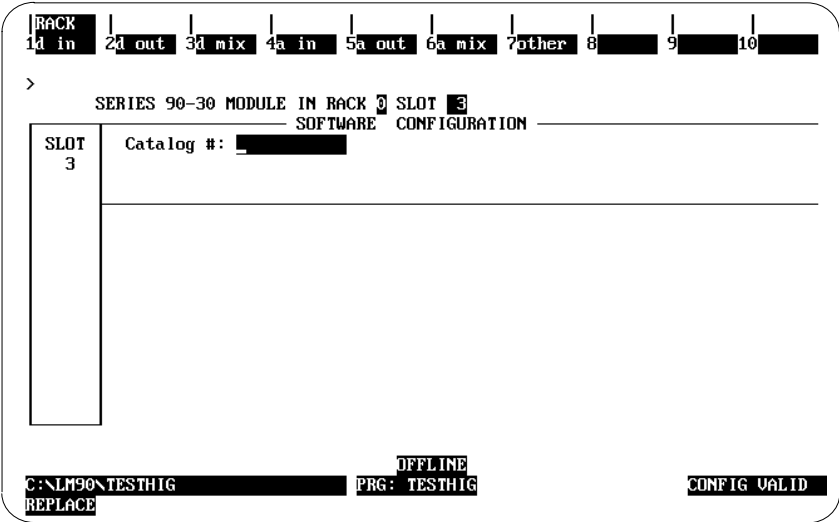 RACK
1d in 2d out 3d mix 4a in 5a out 6a mix 7other 8 9 10
>
SERIES 90-30 MODULE IN RACK 0 SLOT 3
SOFTWARE CONFIGURATION
SLOT Catalog #:
3
OFFLINE
C:\LM90\TESTHIG PRG: TESTHIG CONFIG VALID
REPLACE